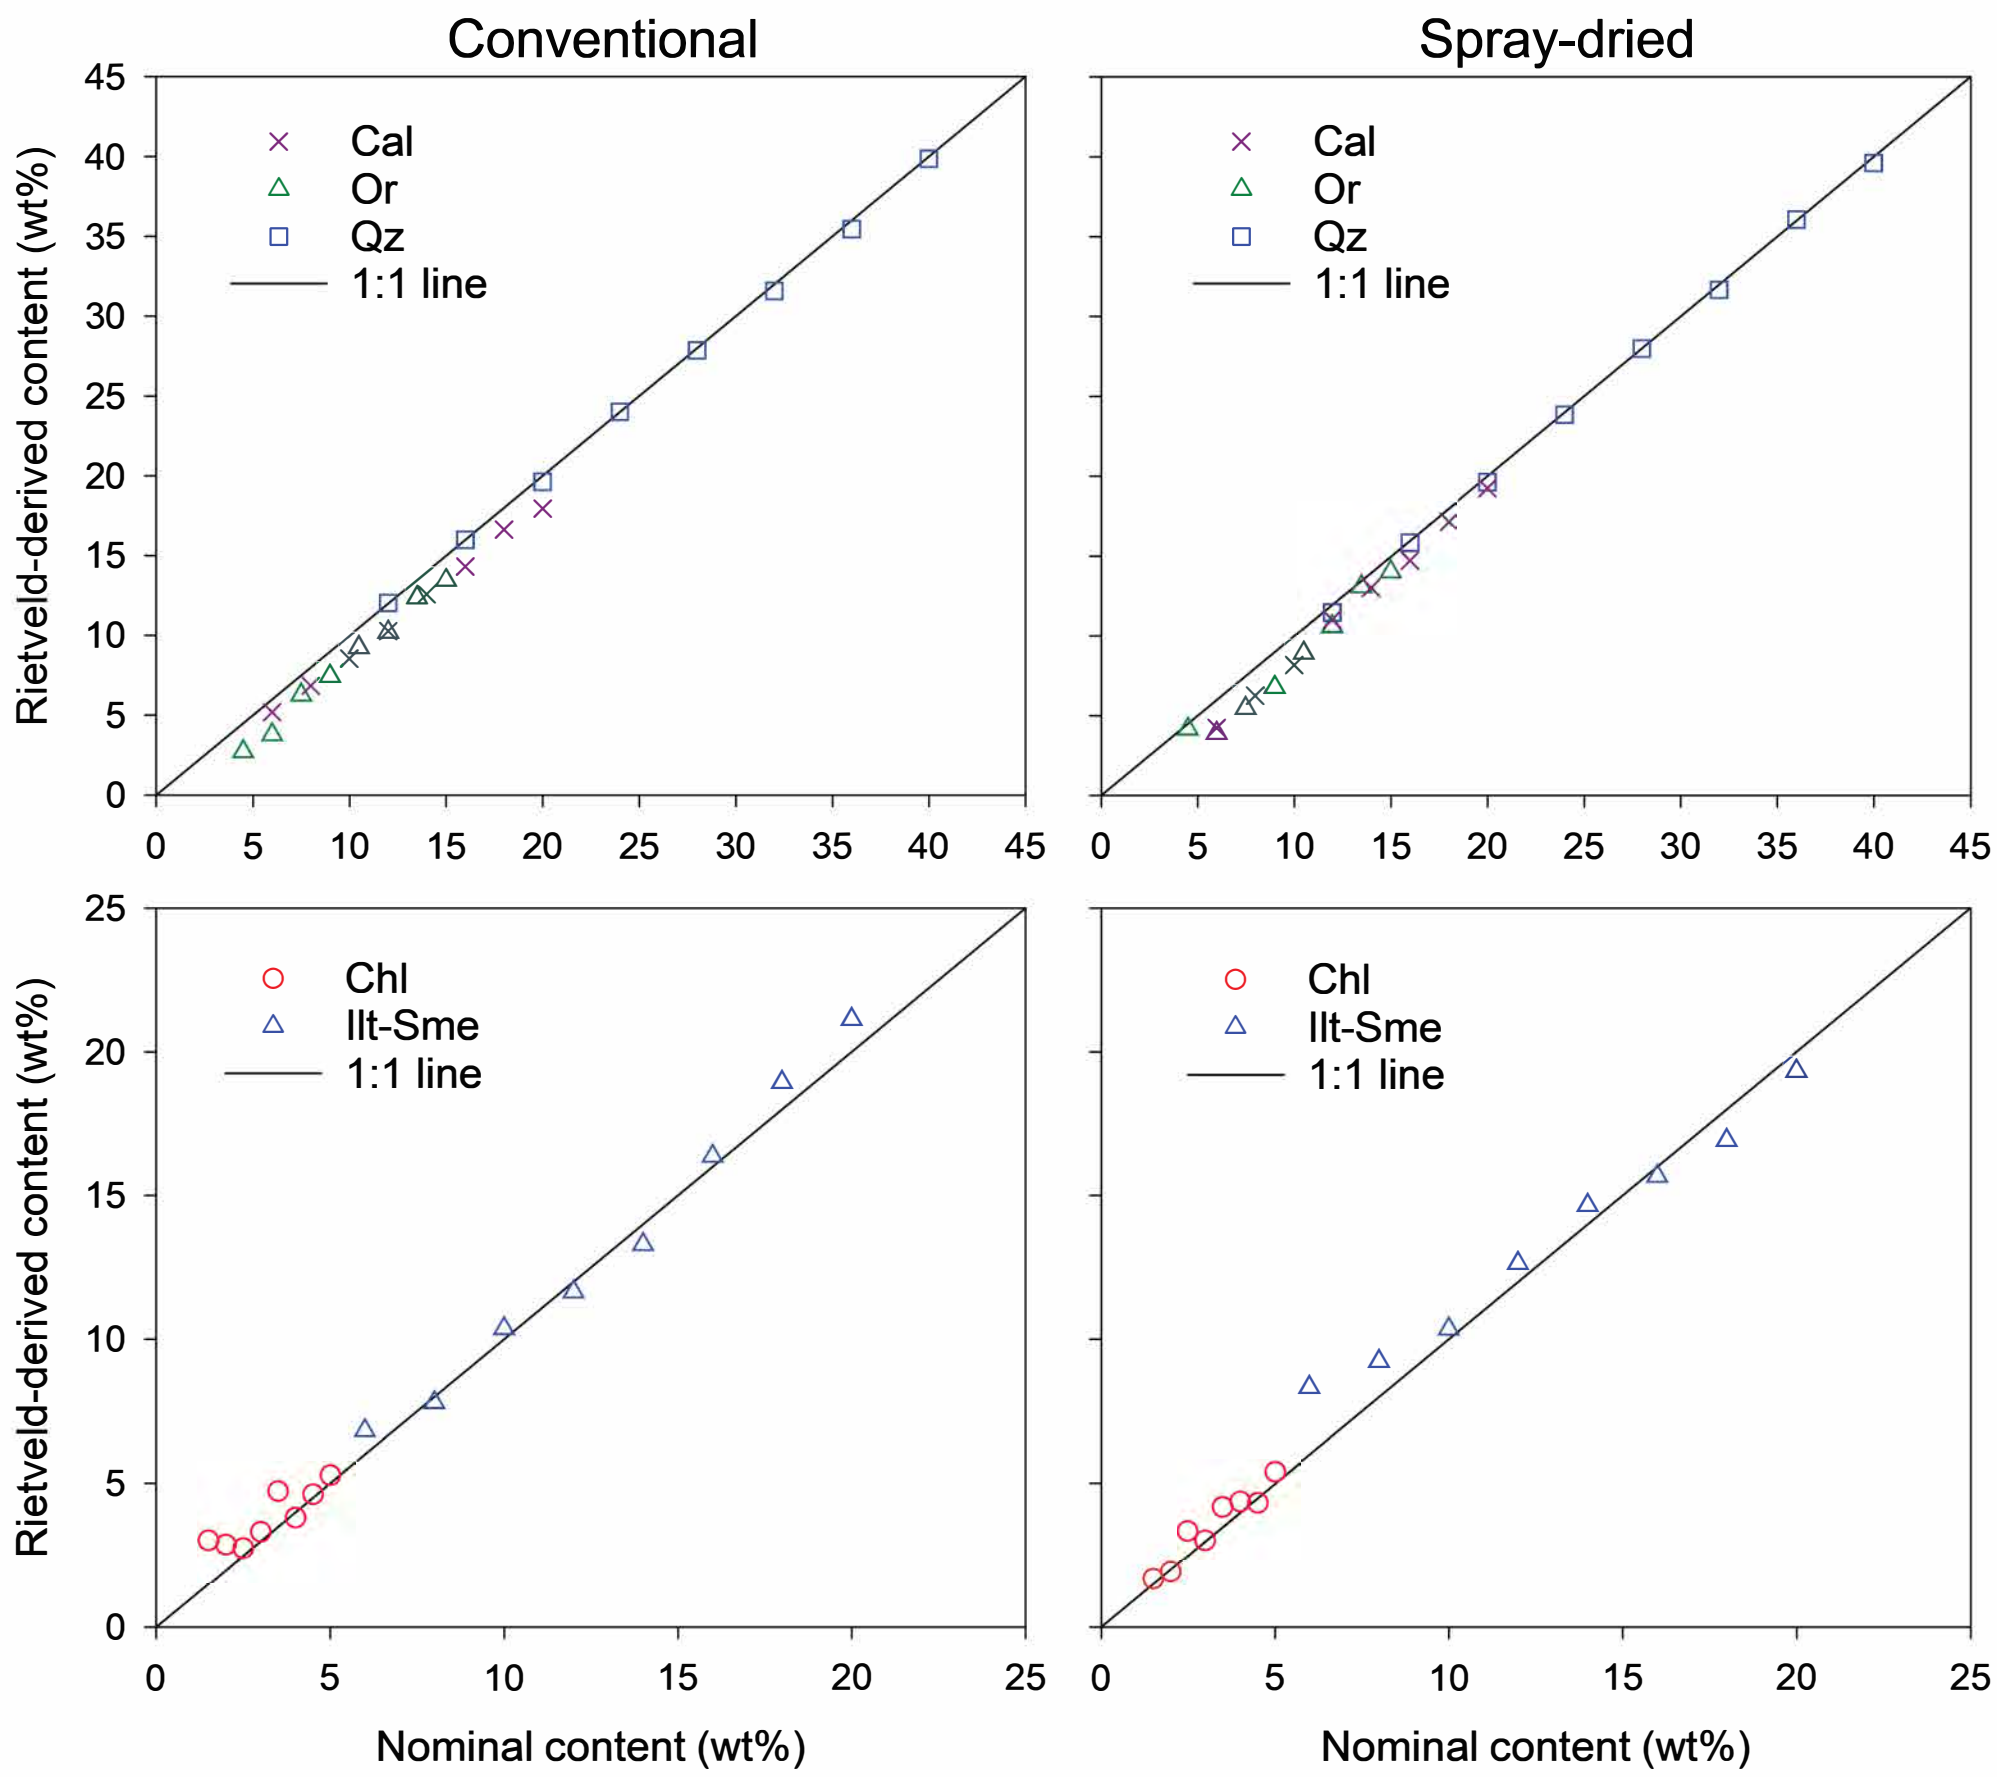 Conventional
Spray-dried
Rietveld-derived content (wt%)
45
40
35
30
25
20
15
10
5
0
Cal
Or
Qz
1:1 line
0 5 10 15 20 25 30 35 40 45
Cal
Or
Qz
1:1 line
0 5 10 15 20 25 30 35 40 45
Rietveld-derived content (wt%)
25
20
15
10
5
0
Chl
Ilt-Sme
1:1 line
0 5 10 15 20 25
Nominal content (wt%)
Chl
Ilt-Sme
1:1 line
0 5 10 15 20 25
Nominal content (wt%)